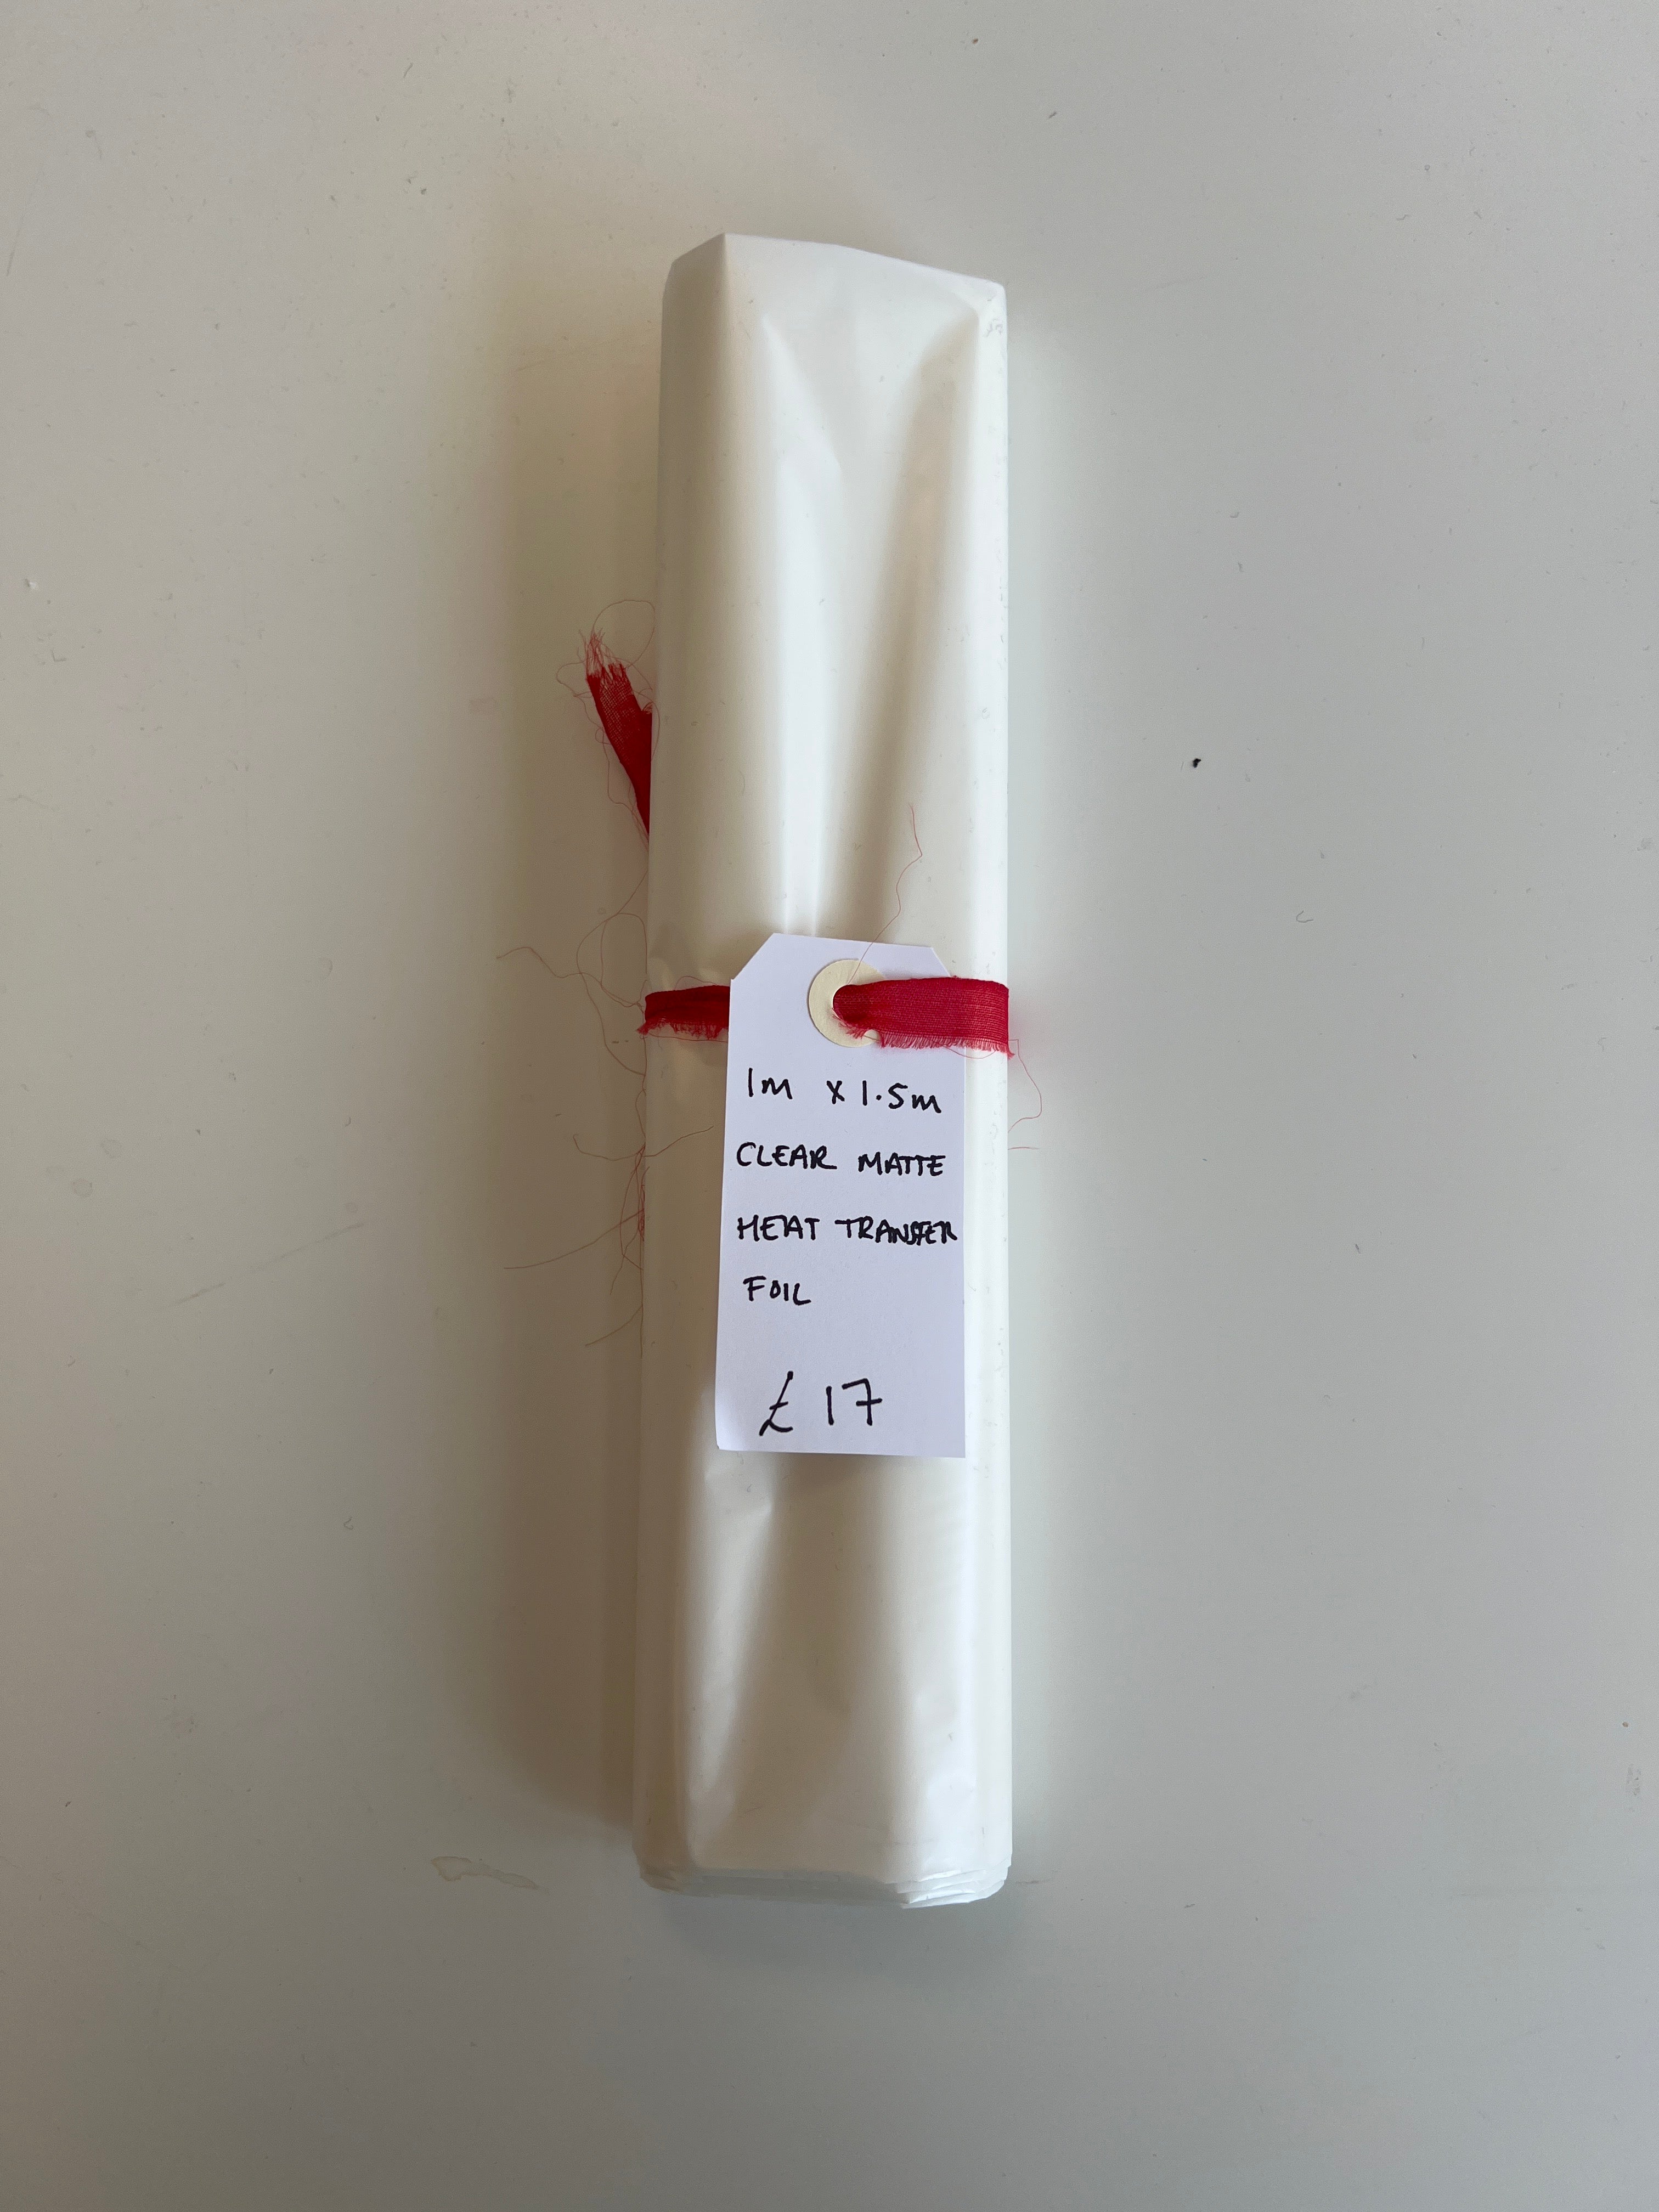 1m x 1.5m
CLEAR MATTE
HEAT TRANSFER
FOIL
£17